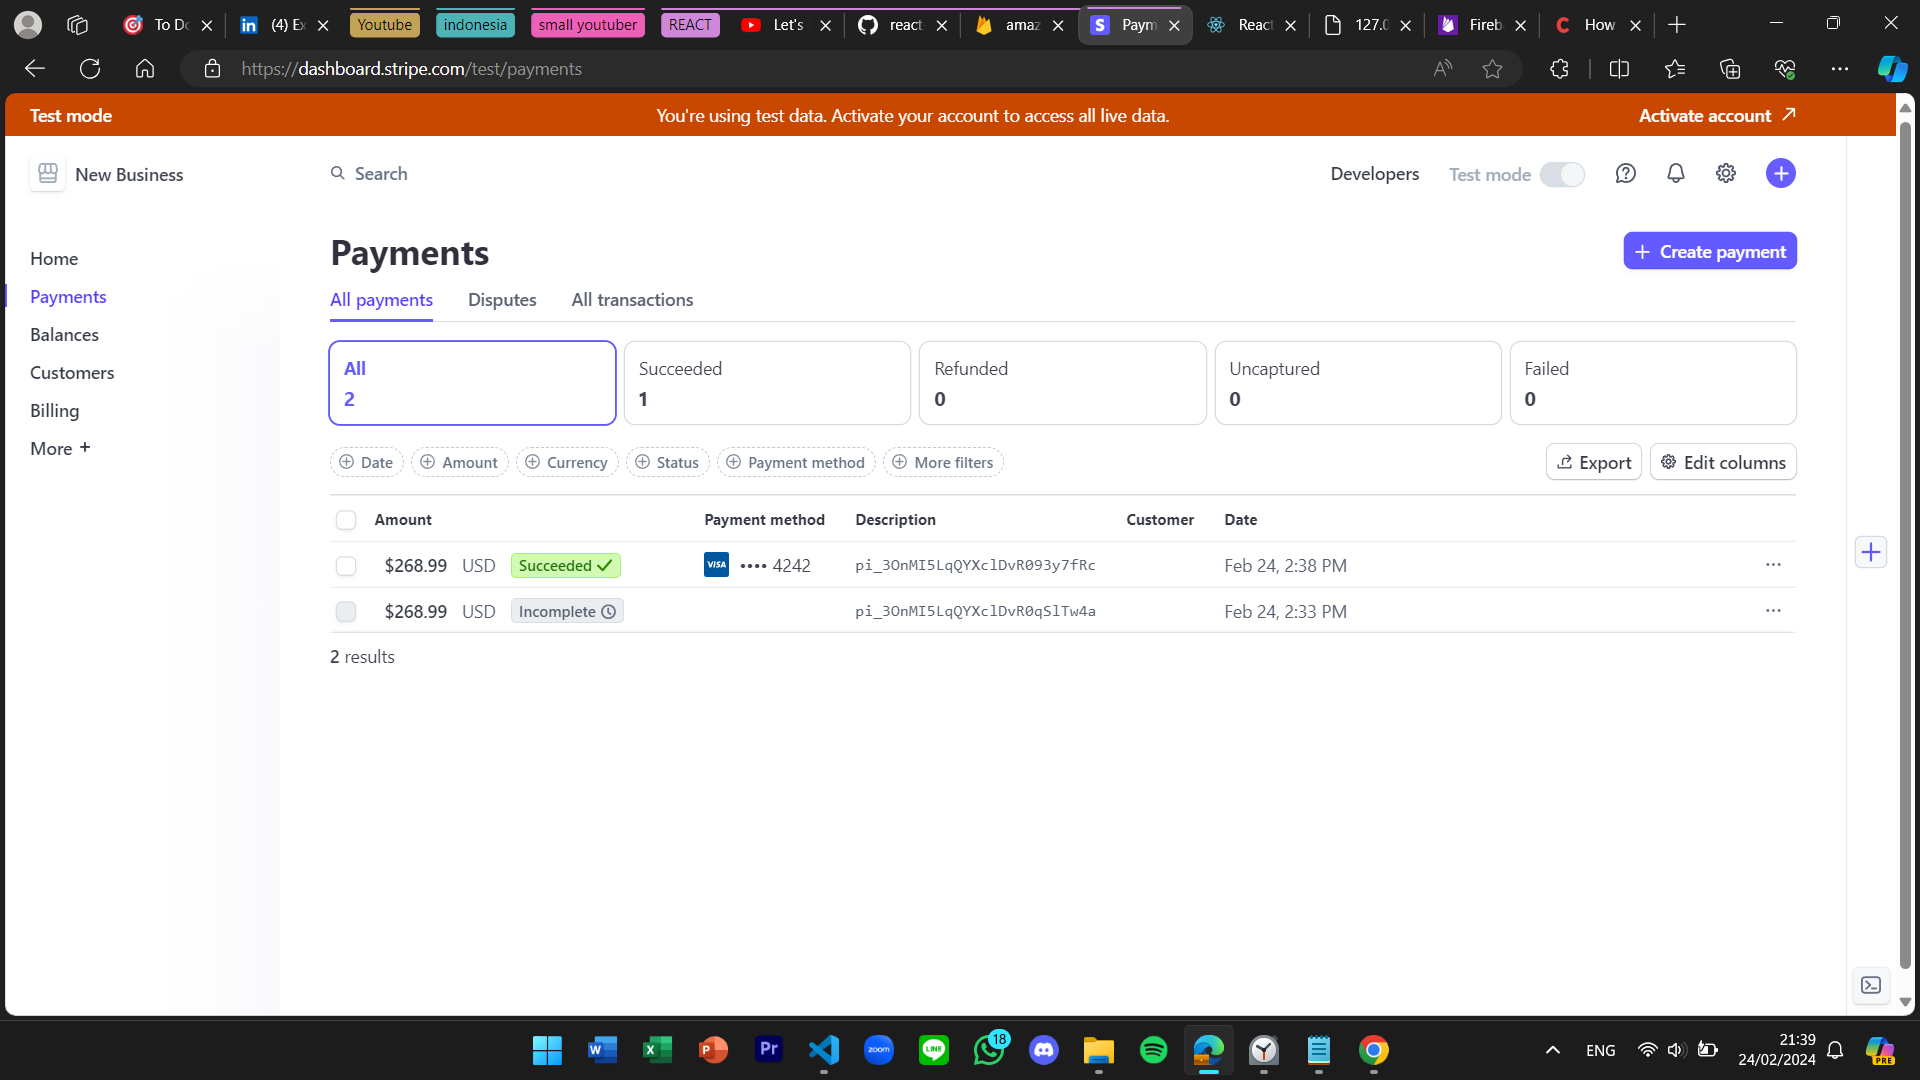 To Do
(4) Ex
Youtube
indonesia
small youtuber
REACT
Let's
react-
amaz
Paym
React
127.0
Fireb
How
https://dashboard.stripe.com/test/payments
Test mode
You're using test data. Activate your account to access all live data.
Activate account
New Business
Search
Developers
Test mode
Home
Payments
Balances
Customers
Billing
More +
Payments
+ Create payment
All payments
Disputes
All transactions
All
2
Succeeded
1
Refunded
0
Uncaptured
0
Failed
0
Date
Amount
Currency
Status
Payment method
More filters
Export
Edit columns
Amount
Payment method
Description
Customer
Date
$268.99 USD Succeeded VISA •••• 4242 pi_3OnMI5LqQYXclDvR093y7fRc Feb 24, 2:38 PM
$268.99 USD Incomplete pi_3OnMI5LqQYXclDvR0qSlTw4a Feb 24, 2:33 PM
2 results
18
Pr
zoom
LINE
ENG
21:39
24/02/2024
PRE